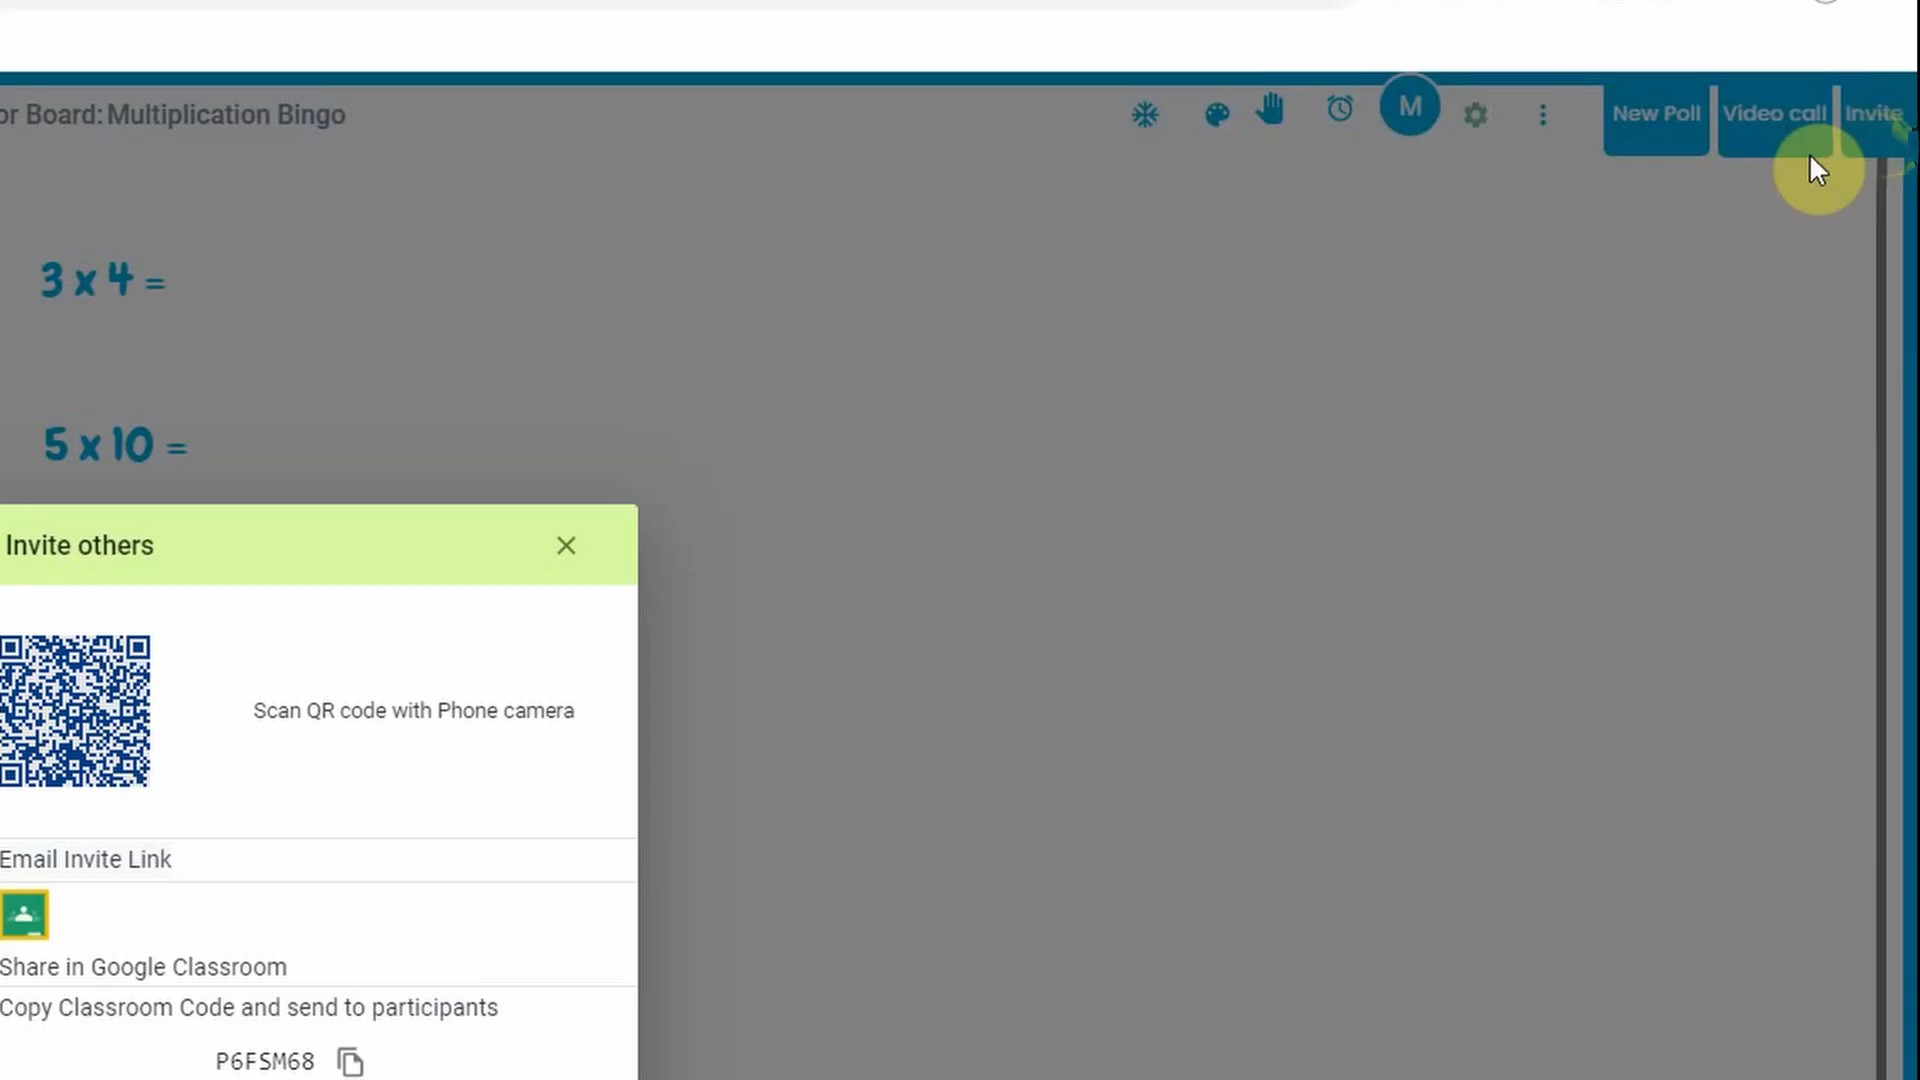 or Board: Multiplication Bingo
M
New Poll
Video call
Invite
3 x 4 =
5 x 10 =
Invite others
Scan QR code with Phone camera
Email Invite Link
Share in Google Classroom
Copy Classroom Code and send to participants
P6FSM68